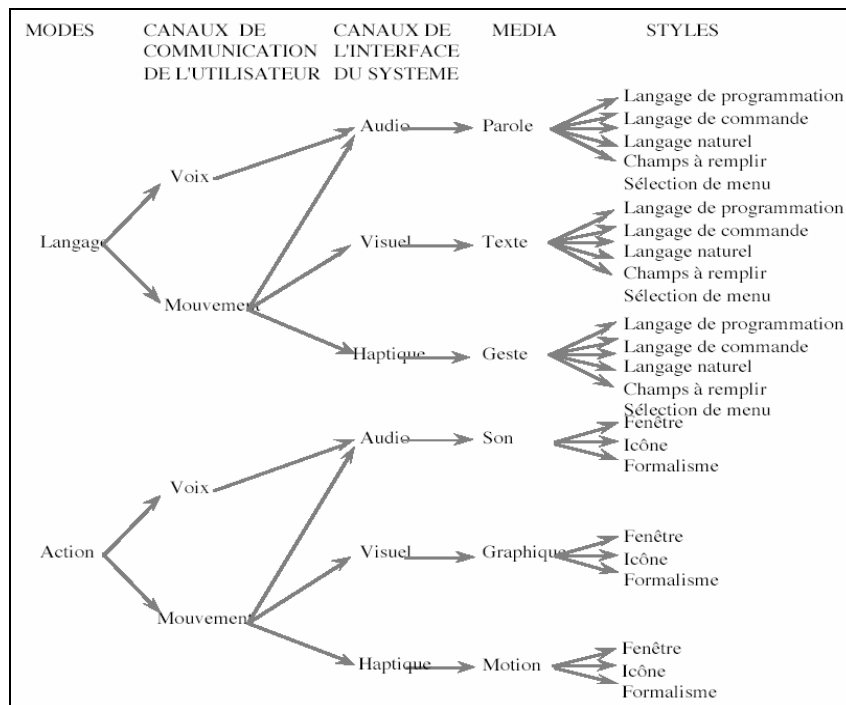 MODES
CANAUX DE
COMMUNICATION
DE L'UTILISATEUR
CANAUX DE
L'INTERFACE
DU SYSTEME
MEDIA
STYLES
Langage
Voix
Mouvement
Audio
Parole
Langage de programmation
Langage de commande
Langage naturel
Champs à remplir
Sélection de menu
Visuel
Texte
Langage de programmation
Langage de commande
Langage naturel
Champs à remplir
Sélection de menu
Haptique
Geste
Langage de programmation
Langage de commande
Langage naturel
Champs à remplir
Sélection de menu
Action
Voix
Mouvement
Audio
Son
Fenêtre
Icône
Formalisme
Visuel
Graphique
Fenêtre
Icône
Formalisme
Haptique
Motion
Fenêtre
Icône
Formalisme